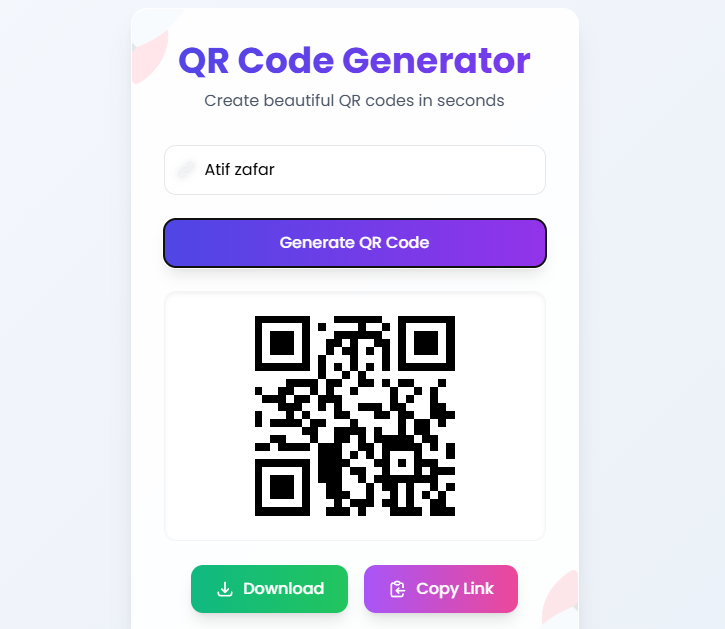 QR Code Generator
Create beautiful QR codes in seconds
Atif zafar
Generate QR Code
Download
Copy Link